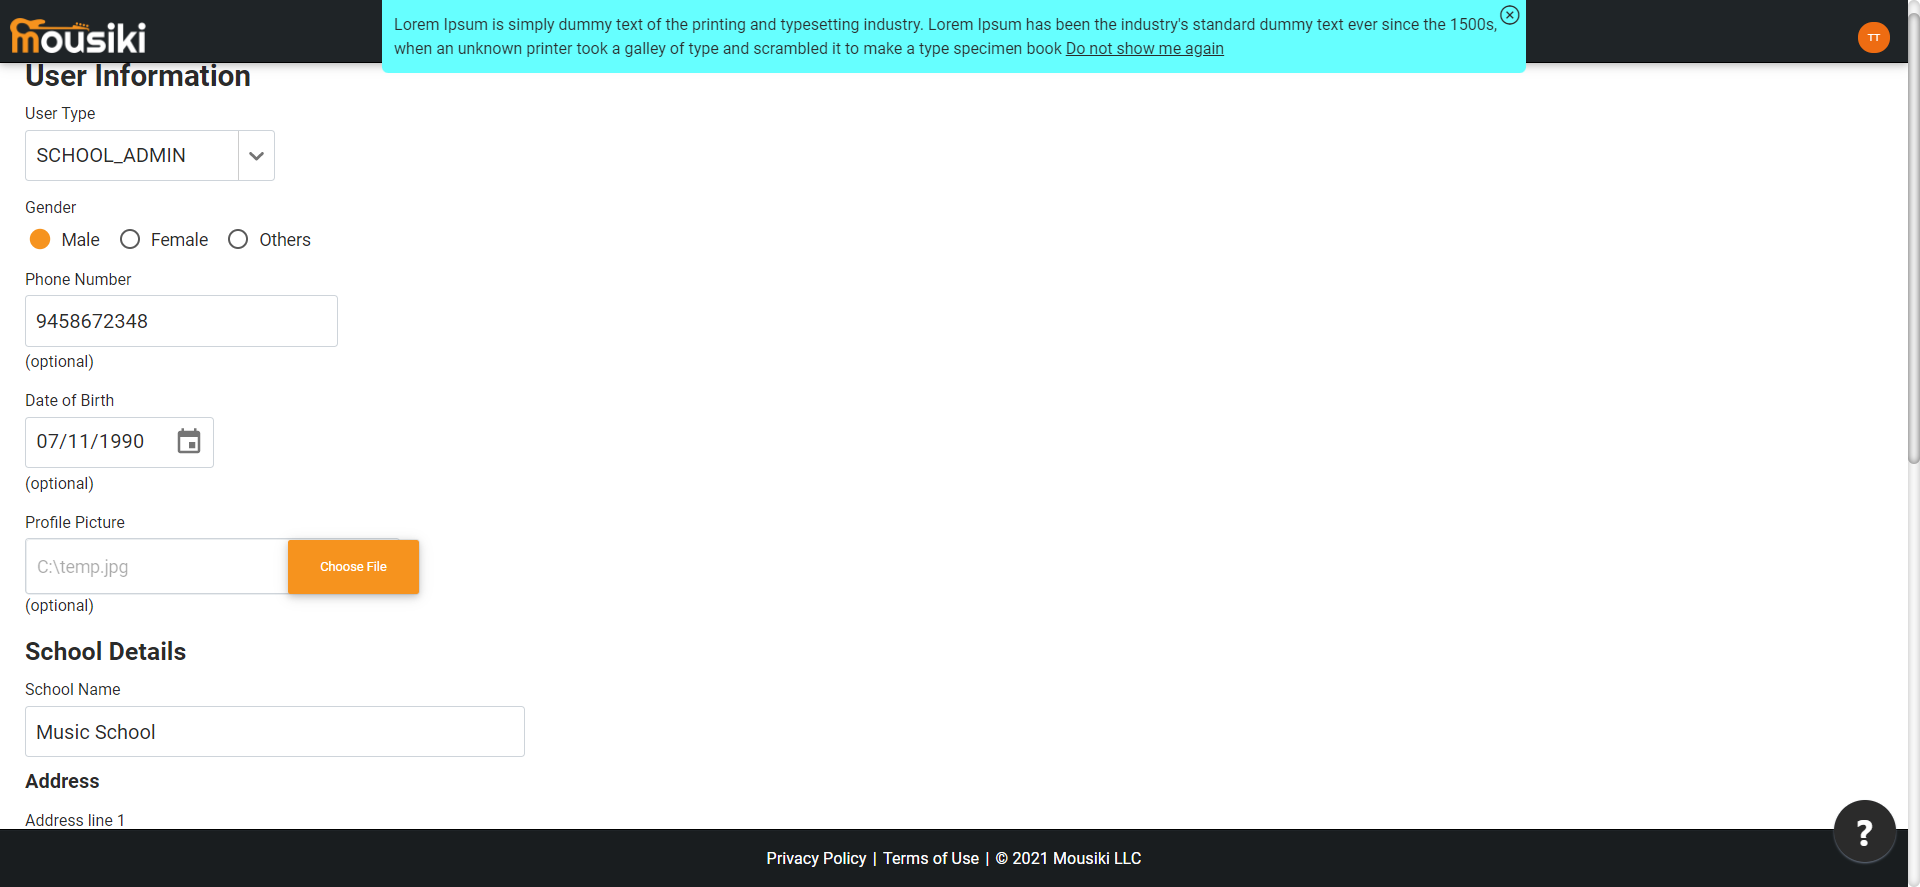 mousiki
Lorem Ipsum is simply dummy text of the printing and typesetting industry. Lorem Ipsum has been the industry's standard dummy text ever since the 1500s,
when an unknown printer took a galley of type and scrambled it to make a type specimen book Do not show me again
TT
User Information
User Type
SCHOOL_ADMIN
Gender
Male Female Others
Phone Number
9458672348
(optional)
Date of Birth
07/11/1990
(optional)
Profile Picture
C:\temp.jpg Choose File
(optional)
School Details
School Name
Music School
Address
Address line 1
?
Privacy Policy | Terms of Use | © 2021 Mousiki LLC